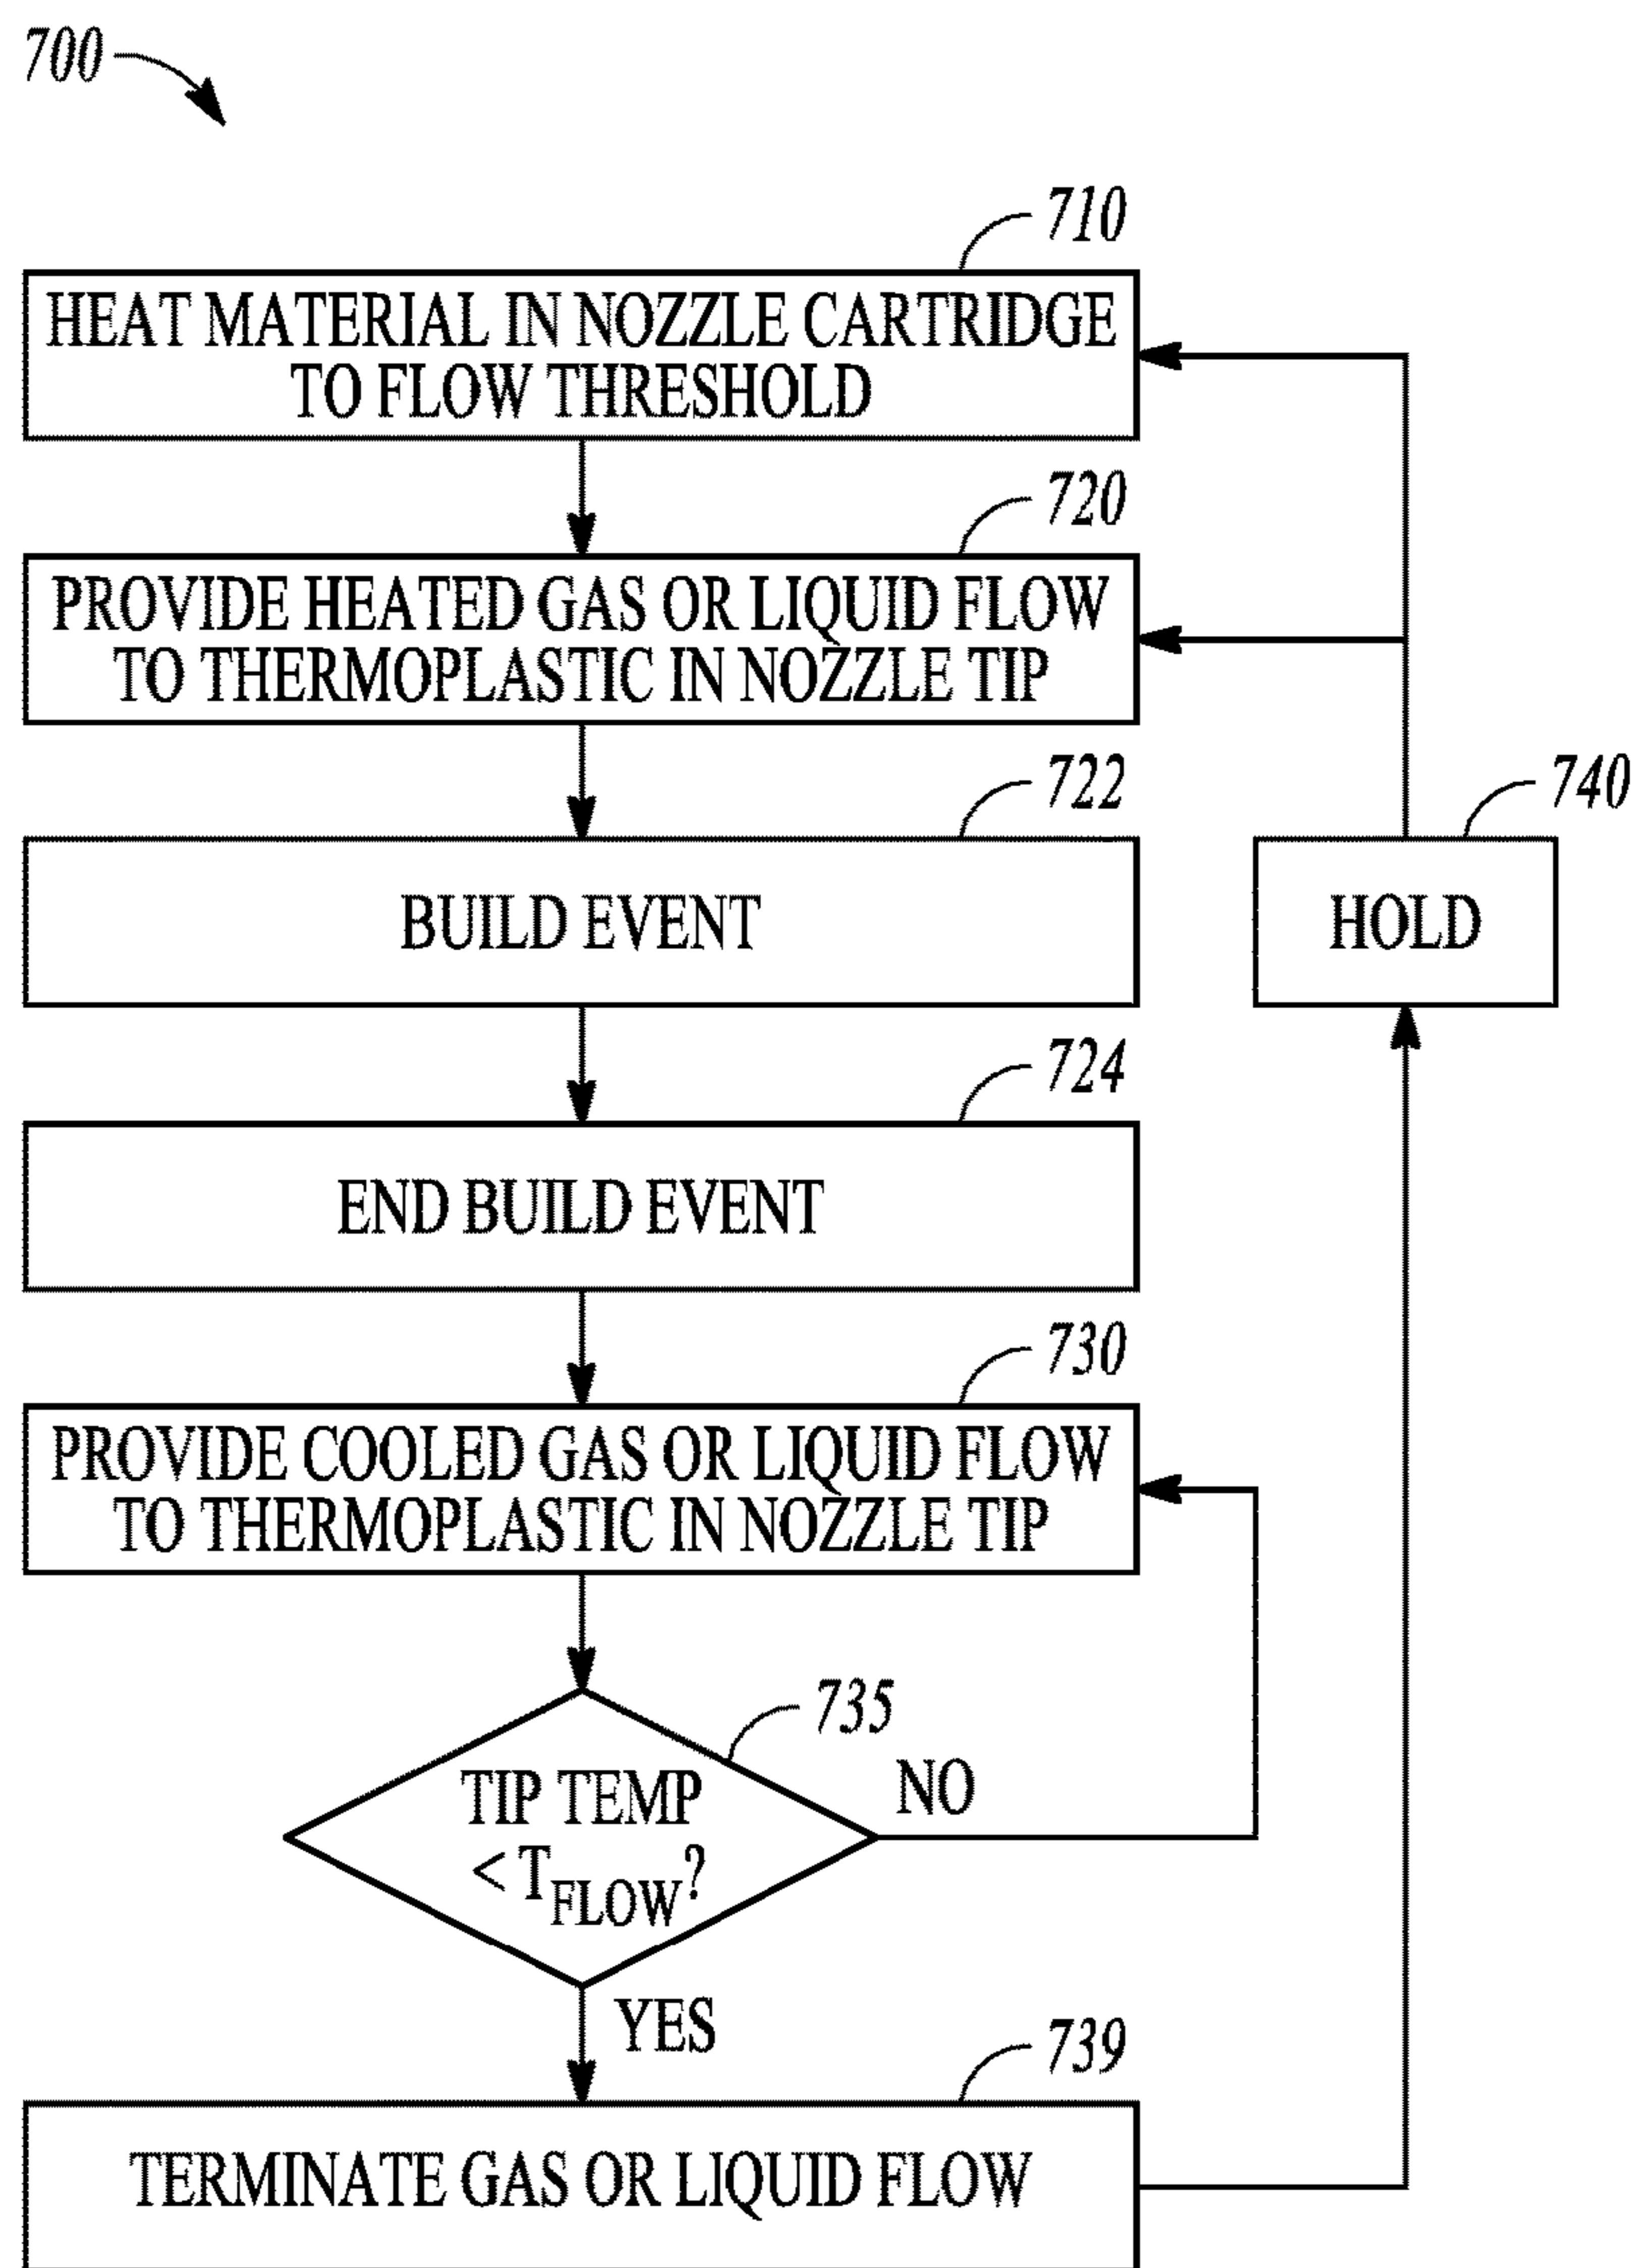 700
710
HEAT MATERIAL IN NOZZLE CARTRIDGE
TO FLOW THRESHOLD
720
PROVIDE HEATED GAS OR LIQUID FLOW
TO THERMOPLASTIC IN NOZZLE TIP
722
BUILD EVENT
740
HOLD
724
END BUILD EVENT
730
PROVIDE COOLED GAS OR LIQUID FLOW
TO THERMOPLASTIC IN NOZZLE TIP
735
TIP TEMP
< TFLOW?
NO
YES
739
TERMINATE GAS OR LIQUID FLOW